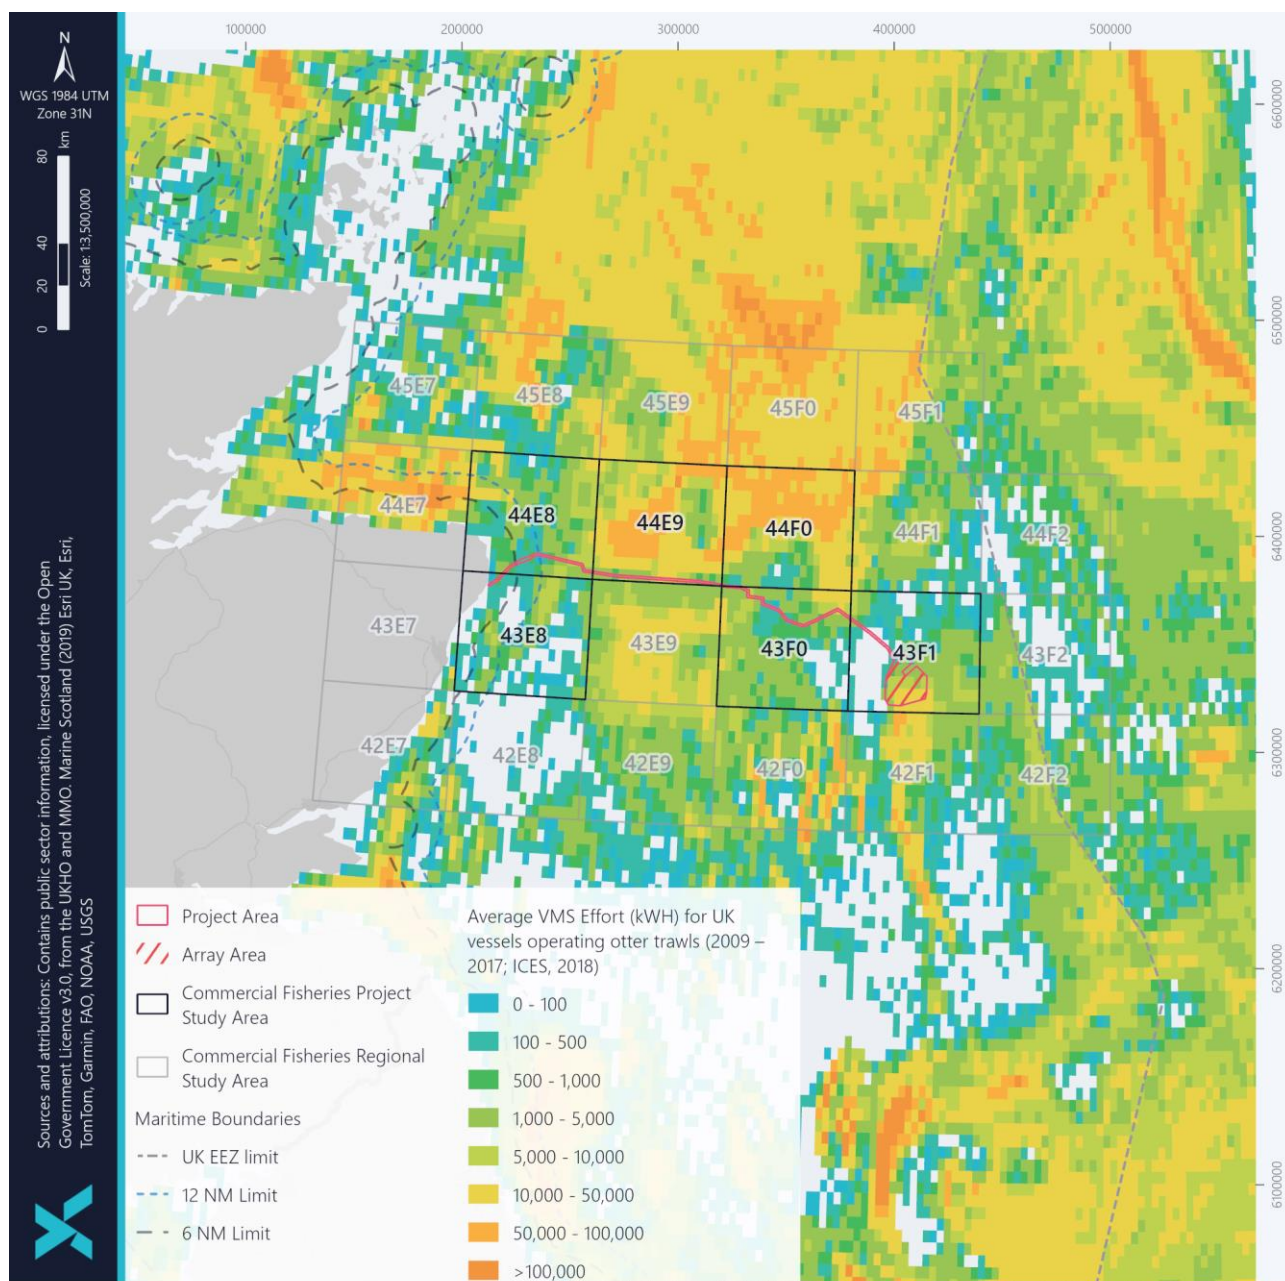 100000
200000
300000
400000
500000
N
WGS 1984 UTM
Zone 31N
80
km
40
20
0
Scale: 1:3,500,000
Sources and attributions: Contains public sector information, licensed under the Open
Government Licence v3.0, from the UKHO and MMO. Marine Scotland (2019) Esri UK, Esri,
TomTom, Garmin, FAO, NOAA, USGS
6600000
6500000
6400000
6300000
6200000
6100000
45E7
45E8
45E9
45F0
45F1
44E7
44E8
44E9
44F0
44F1
44F2
43E7
43E8
43E9
43F0
43F1
43F2
42E7
42E8
42E9
42F0
42F1
42F2
Project Area
Array Area
Commercial Fisheries Project
Study Area
Commercial Fisheries Regional
Study Area
Maritime Boundaries
UK EEZ limit
12 NM Limit
6 NM Limit
Average VMS Effort (kWH) for UK
vessels operating otter trawls (2009 –
2017; ICES, 2018)
0 - 100
100 - 500
500 - 1,000
1,000 - 5,000
5,000 - 10,000
10,000 - 50,000
50,000 - 100,000
>100,000